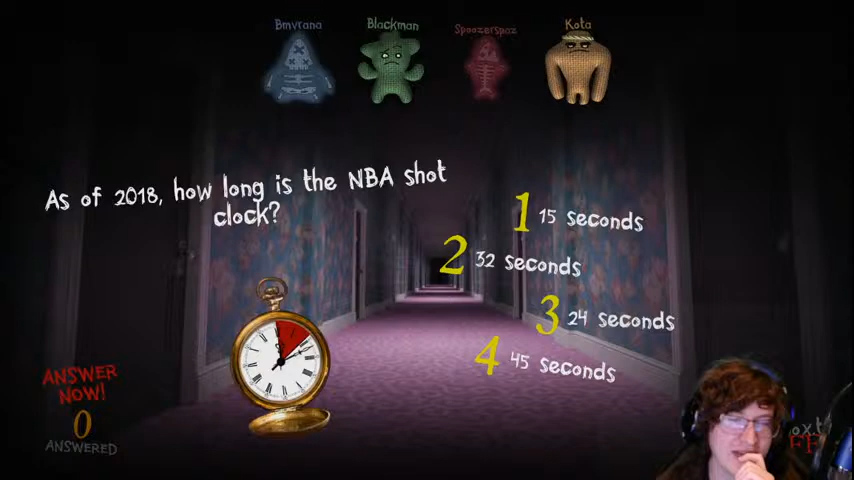 Bmyrana
Blackman
Spoozerspaz
Kota
As of 2018, how long is the NBA shot
clock?
1 15 seconds
2 32 seconds
3 24 seconds
4 45 seconds
ANSWER
NOW!
0
ANSWERED